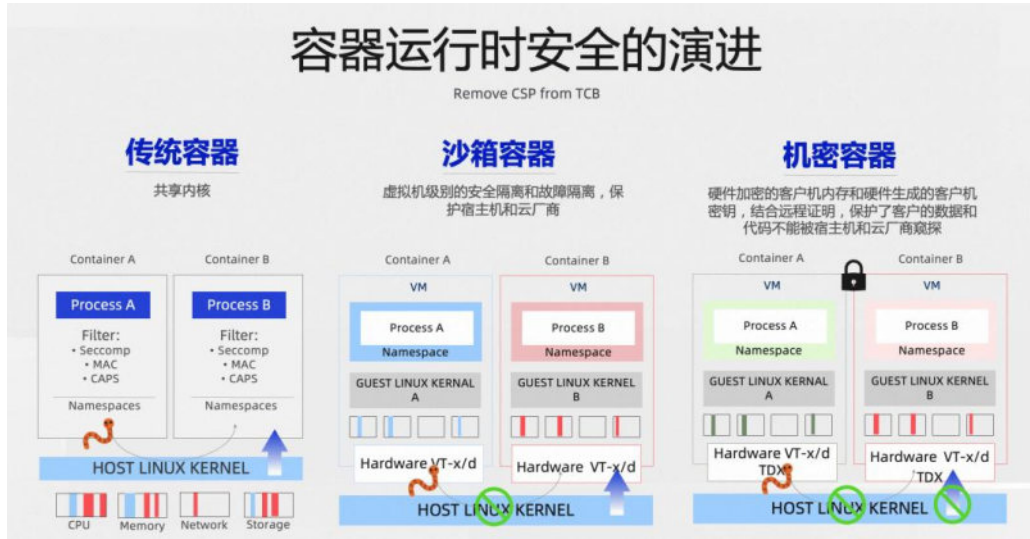 容器运行时安全的演进
Remove CSP from TCB
传统容器
共享内核
Container A
Container B
Process A
Process B
Filter:
• Seccomp
• MAC
• CAPS
Filter:
• Seccomp
• MAC
• CAPS
Namespaces
Namespaces
HOST LINUX KERNEL
CPU
Memory
Network
Storage
沙箱容器
虚拟机级别的安全隔离和故障隔离，保
护宿主机和云厂商
Container A
Container B
VM
VM
Process A
Process B
Namespace
Namespace
GUEST LINUX KERNAL
A
GUEST LINUX KERNEL
B
Hardware VT-x/d
Hardware VT-x/d
HOST LINUX KERNEL
机密容器
硬件加密的客户机内存和硬件生成的客户机
密钥，结合远程证明，保护了客户的数据和
代码不能被宿主机和云厂商窥探
Container A
Container B
VM
VM
Process A
Process B
Namespace
Namespace
GUEST LINUX KERNAL
A
GUEST LINUX KERNEL
B
Hardware VT-x/d
TDX
Hardware VT-x/d
TDX
HOST LINUX KERNEL